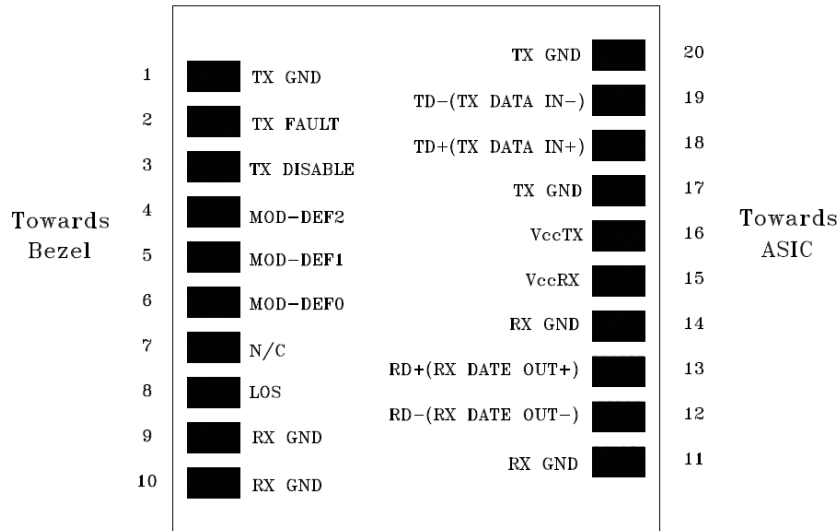 Towards
Bezel
1 TX GND
2 TX FAULT
3 TX DISABLE
4 MOD-DEF2
5 MOD-DEF1
6 MOD-DEF0
7 N/C
8 LOS
9 RX GND
10 RX GND
TX GND 20
TD-(TX DATA IN-) 19
TD+(TX DATA IN+) 18
TX GND 17
VccTX 16
VccRX 15
RX GND 14
RD+(RX DATE OUT+) 13
RD-(RX DATE OUT-) 12
RX GND 11
Towards
ASIC